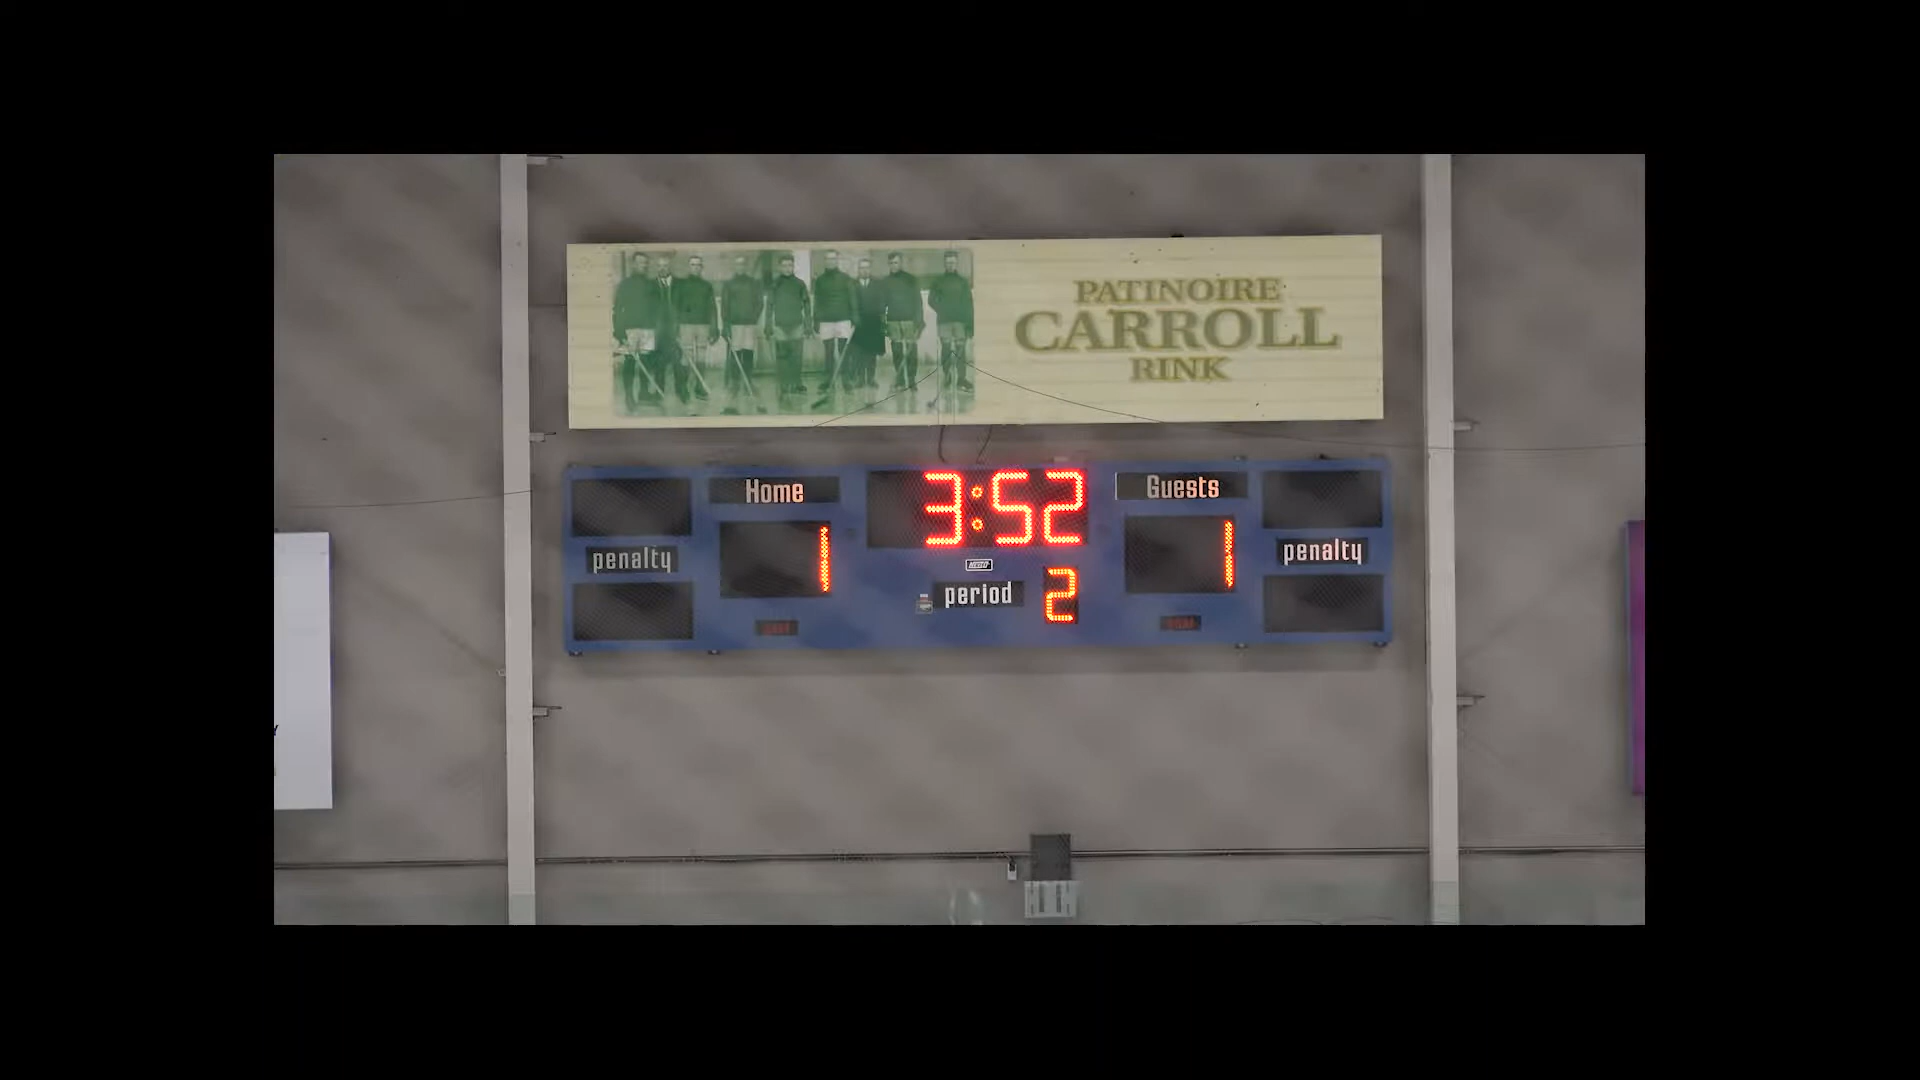 PATINOIRE
CARROLL
RINK
Home
3:52
Guests
penalty
1
1
penalty
period
2